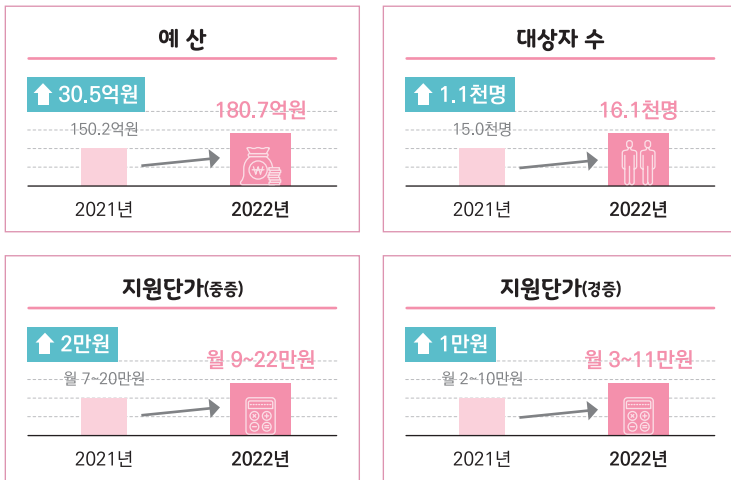 예 산
30.5억원
180.7억원
150.2억원
2021년
2022년
대상자 수
1.1천명
16.1천명
15.0천명
2021년
2022년
지원단가(중증)
2만원
월 9~22만원
월 7~20만원
2021년
2022년
지원단가(경증)
1만원
월 3~11만원
월 2~10만원
2021년
2022년